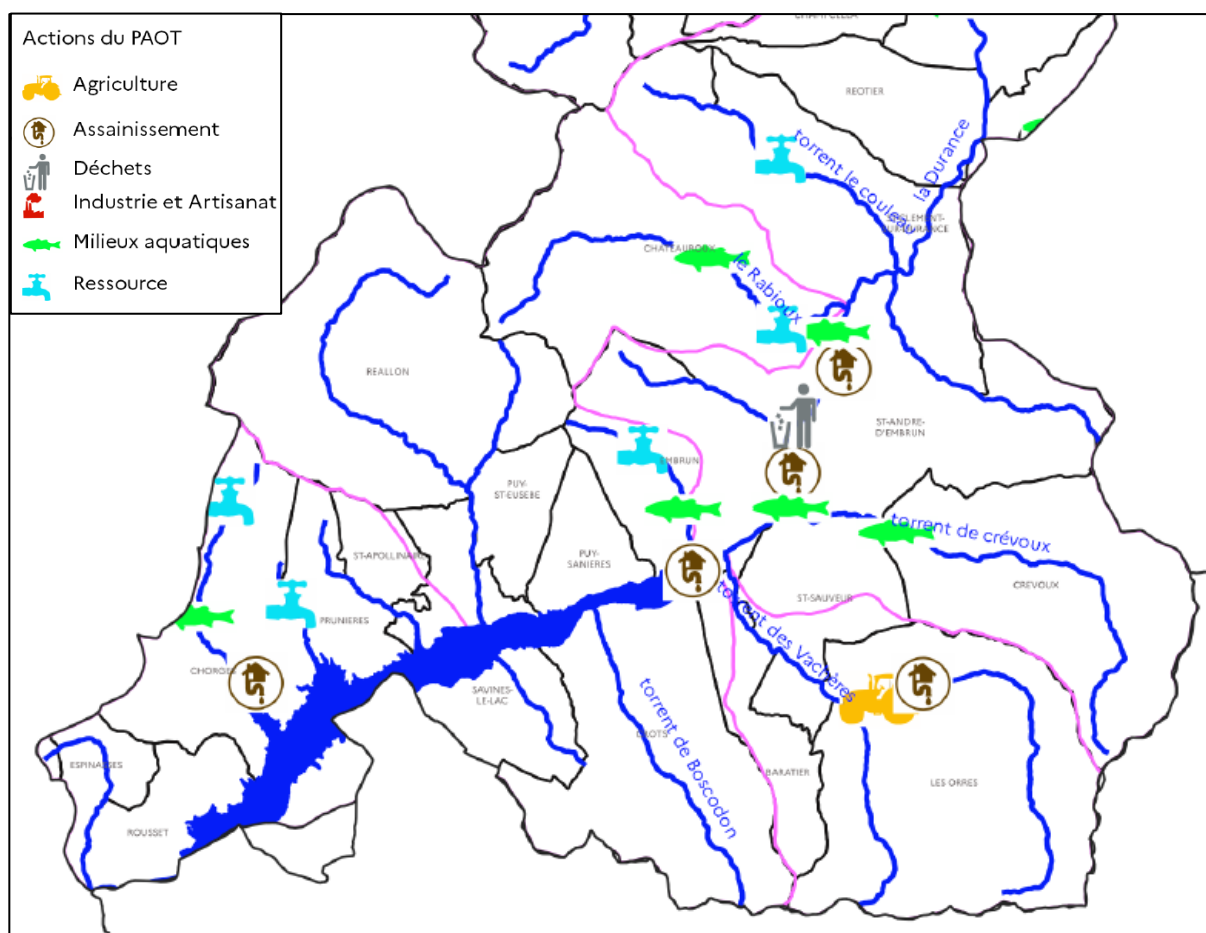 Actions du PAOT
Agriculture
Assainissement
Déchets
Industrie et Artisanat
Milieux aquatiques
Ressource
REOTIER
torrent le couleau
la Durance
CHATEAUROUX
le Rabioux
REALLON
ST-ANDRE-
D'EMBRUN
EMBRUN
PUY-
ST-EUSEBE
torrent de crévoux
ST-APOLLINAIRE
PUY-
SANIERES
CREVOUX
ST-SAUVEUR
PRUNIERES
torrent des Vachères
CHORGES
SAVINES-
LE-LAC
torrent de Boscodon
CROTS
ESPINASSES
BARATIER
LES ORRES
ROUSSET